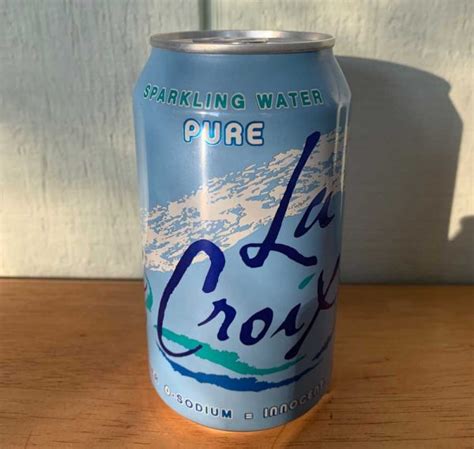 SPARKLING WATER
PURE
La
Croix
0-SODIUM = INNOCENT